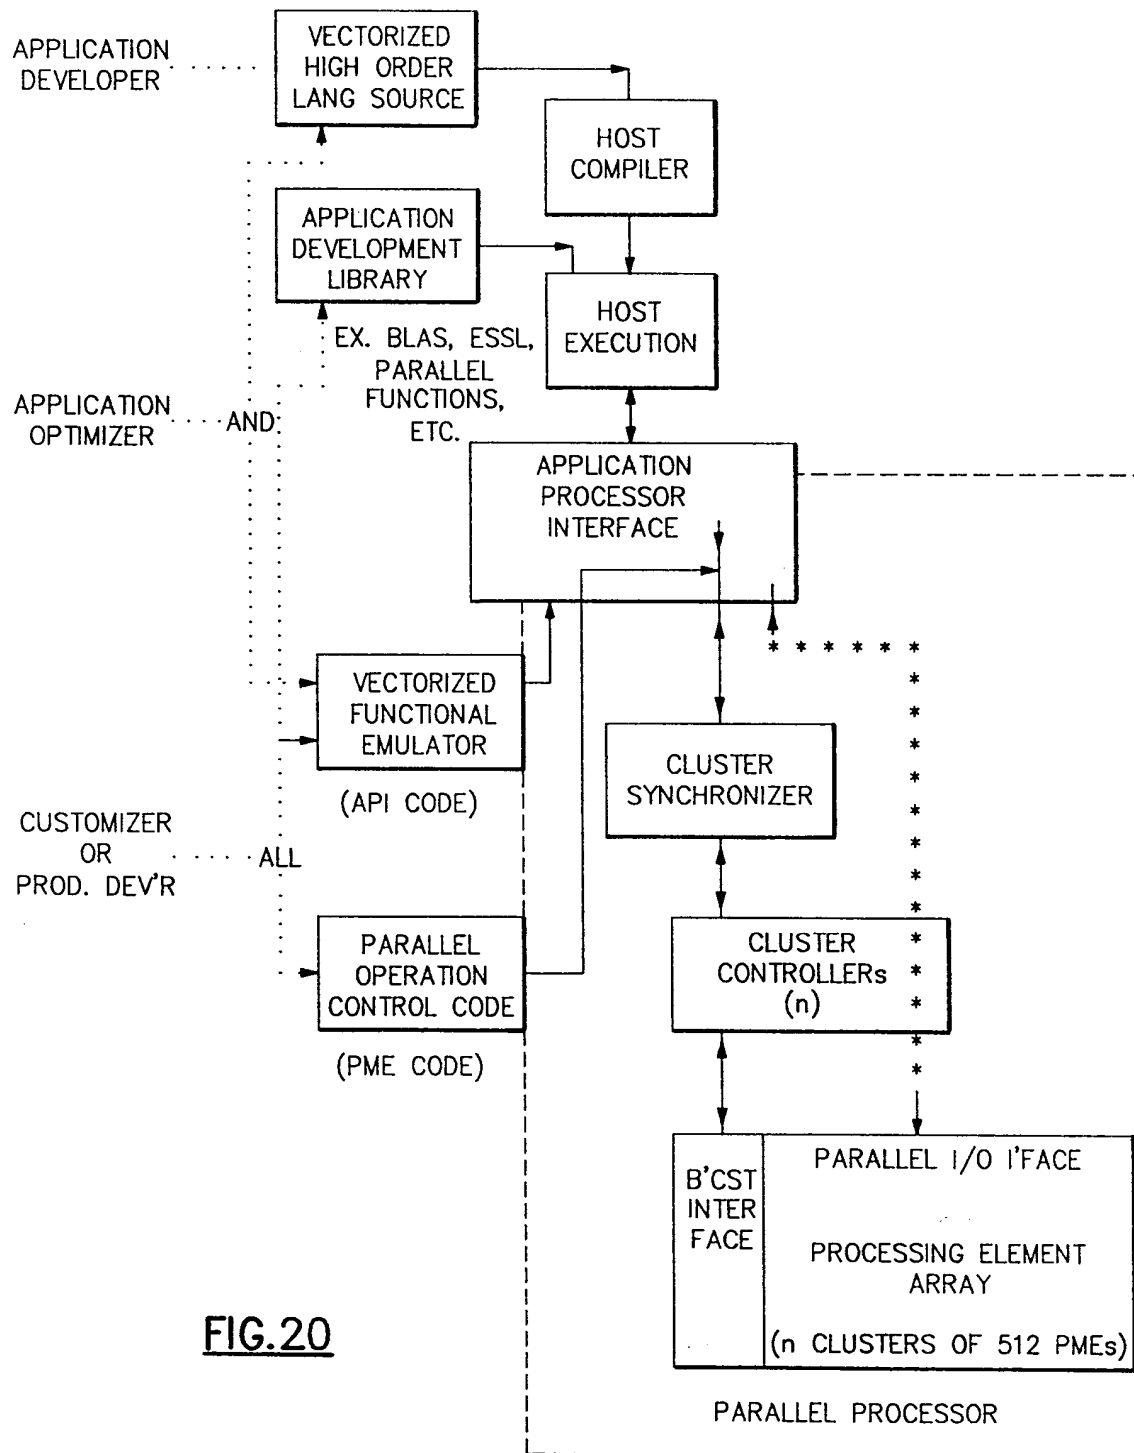 APPLICATION
DEVELOPER
VECTORIZED
HIGH ORDER
LANG SOURCE
HOST
COMPILER
APPLICATION
DEVELOPMENT
LIBRARY
HOST
EXECUTION
EX. BLAS, ESSL,
PARALLEL
FUNCTIONS,
ETC.
APPLICATION
OPTIMIZER
AND
APPLICATION
PROCESSOR
INTERFACE
VECTORIZED
FUNCTIONAL
EMULATOR
(API CODE)
CLUSTER
SYNCHRONIZER
CUSTOMIZER
OR
PROD. DEV'R
ALL
PARALLEL
OPERATION
CONTROL CODE
(PME CODE)
CLUSTER
CONTROLLERs
(n)
B'CST
INTER
FACE
PARALLEL I/O I'FACE
PROCESSING ELEMENT
ARRAY
(n CLUSTERS OF 512 PMEs)
PARALLEL PROCESSOR
FIG.20